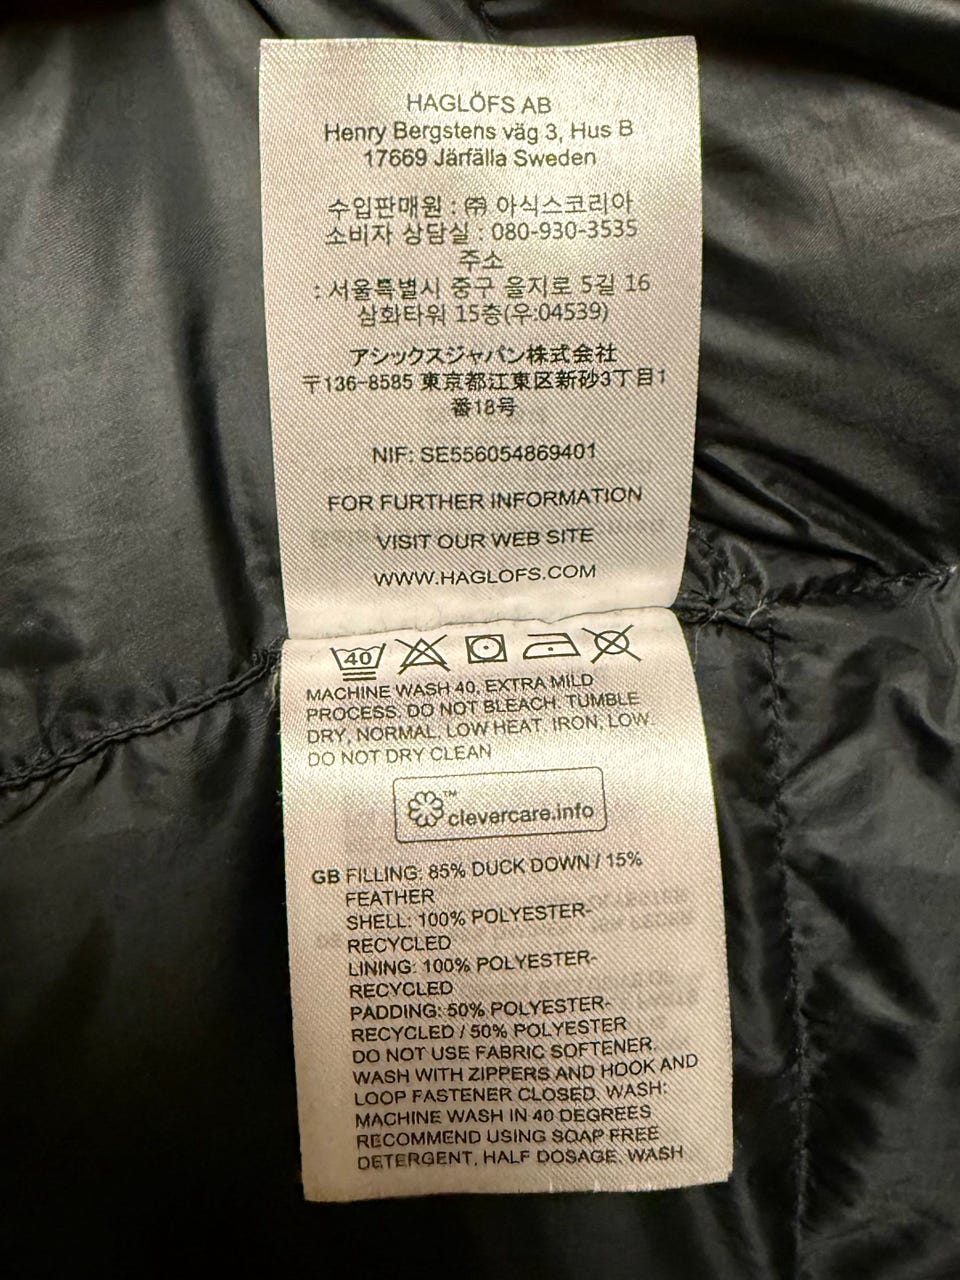 HAGLÖFS AB
Henry Bergstens väg 3, Hus B
17669 Järfälla Sweden
수입판매원 : ㈜ 아식스코리아
소비자 상담실 : 080-930-3535
주소
: 서울특별시 중구 을지로 5길 16
삼화타워 15층(우:04539)
アシックスジャパン株式会社
〒136-8585 東京都江東区新砂3丁目1
番18号
NIF: SE556054869401
FOR FURTHER INFORMATION
VISIT OUR WEB SITE
WWW.HAGLOFS.COM
40
MACHINE WASH 40, EXTRA MILD
PROCESS, DO NOT BLEACH, TUMBLE
DRY, NORMAL, LOW HEAT, IRON, LOW
DO NOT DRY CLEAN
™
clevercare.info
GB FILLING: 85% DUCK DOWN / 15%
FEATHER
SHELL: 100% POLYESTER-
RECYCLED
LINING: 100% POLYESTER-
RECYCLED
PADDING: 50% POLYESTER-
RECYCLED / 50% POLYESTER
DO NOT USE FABRIC SOFTENER.
WASH WITH ZIPPERS AND HOOK AND
LOOP FASTENER CLOSED. WASH:
MACHINE WASH IN 40 DEGREES
RECOMMEND USING SOAP FREE
DETERGENT, HALF DOSAGE. WASH